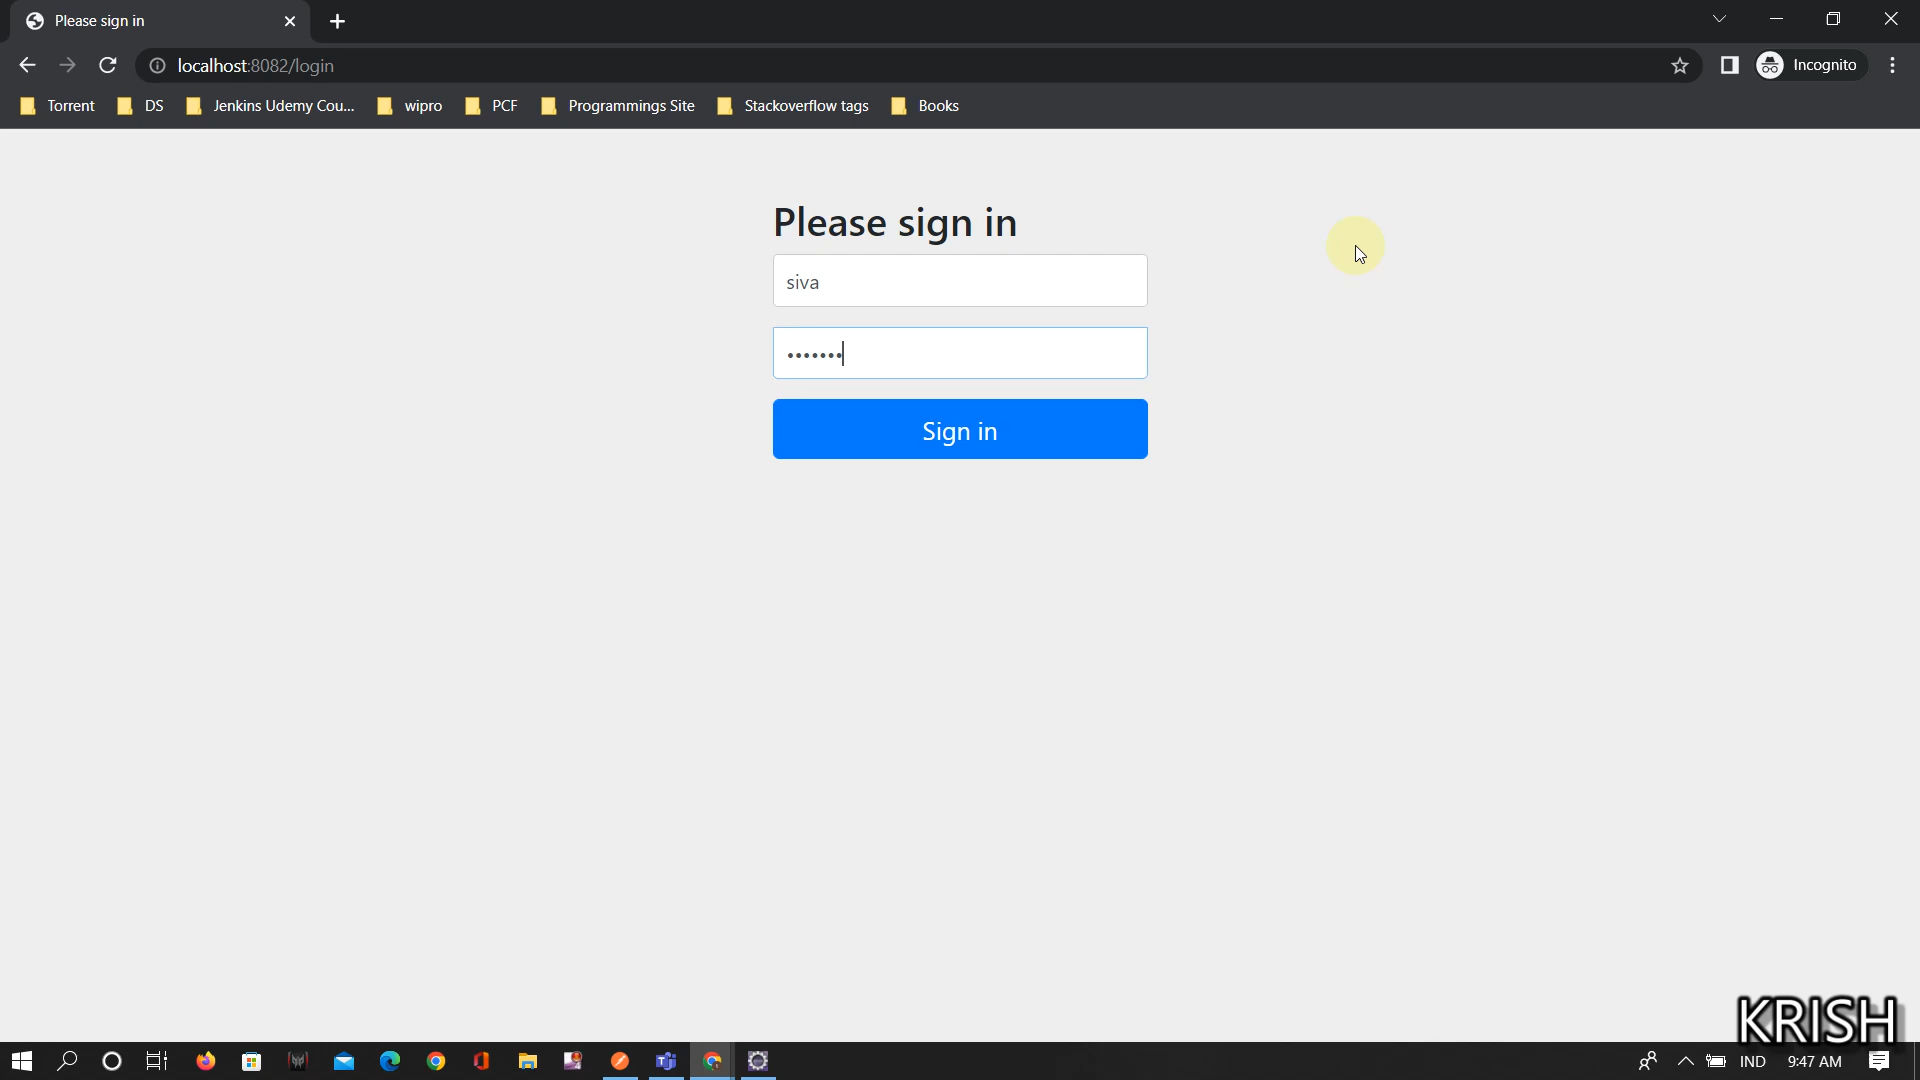 Please sign in
localhost:8082/login
Incognito
Torrent DS Jenkins Udemy Cou... wipro PCF Programmings Site Stackoverflow tags Books
Please sign in
siva
•••••••
Sign in
KRISH
IND 9:47 AM